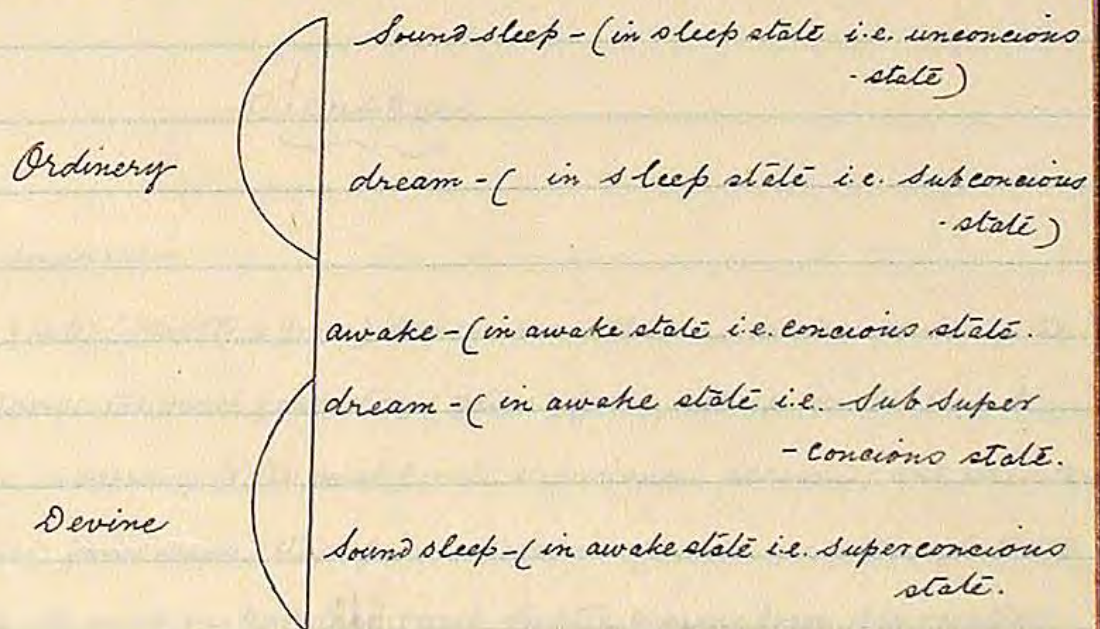 Sound sleep - (in sleep state i.e. unconcious
- state)
Ordinery
dream - ( in sleep state i.e. subconcious
- state)
awake - (in awake state i.e. concious state.
dream - ( in awake state i.e. Sub Super
- concious state.
Devine
Sound sleep - ( in awake state i.e. superconcious
state.